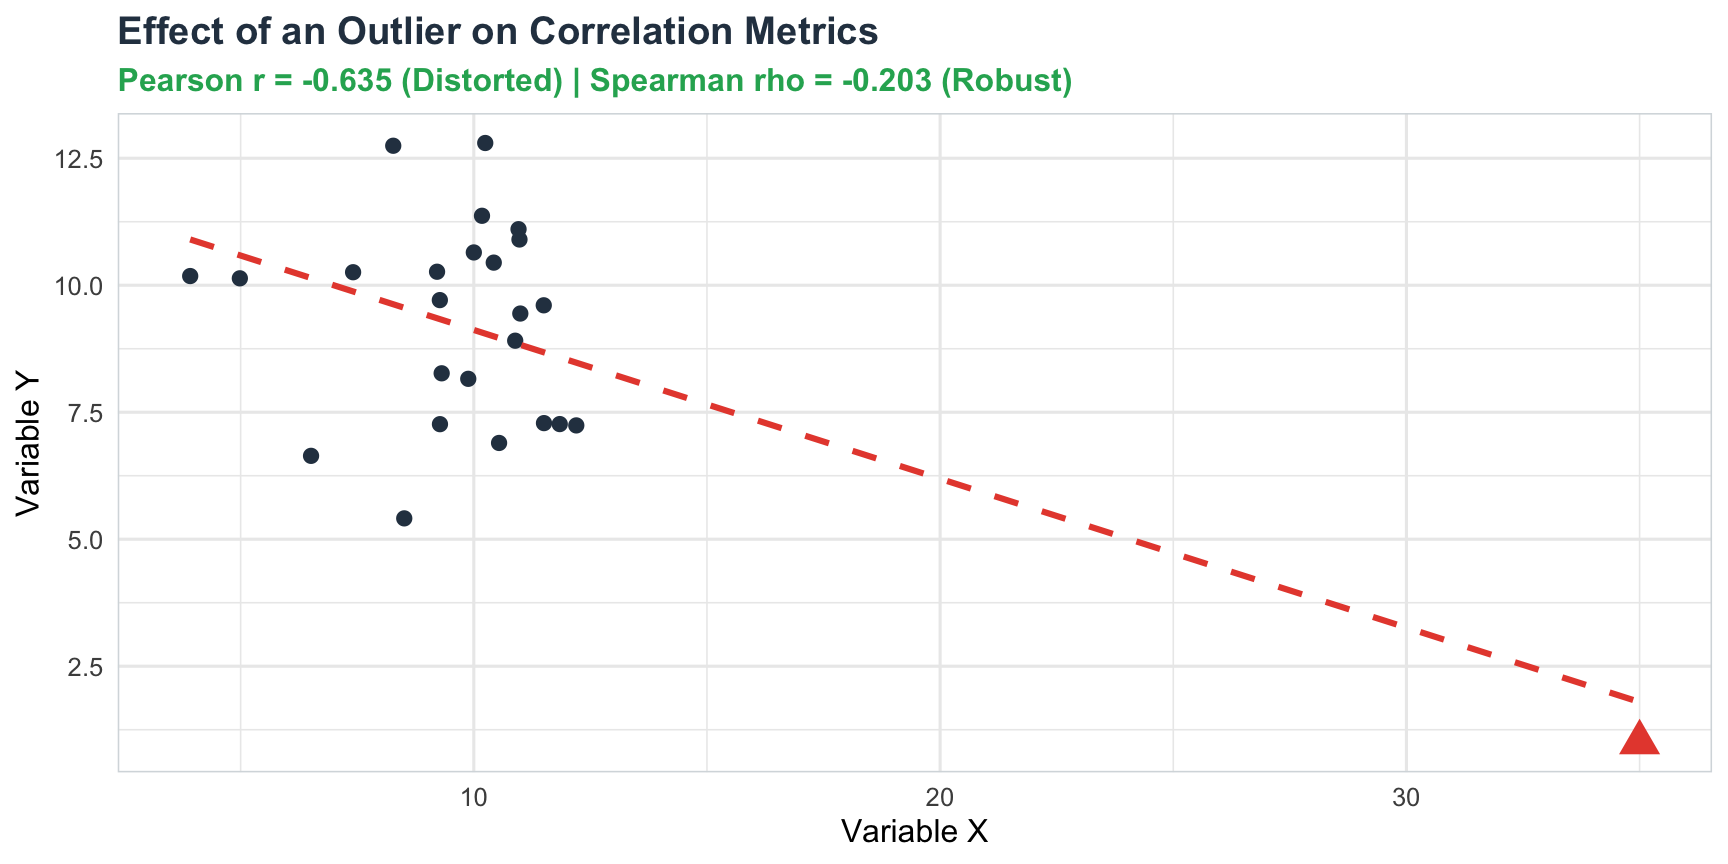 Effect of an Outlier on Correlation Metrics
Pearson r = -0.635 (Distorted) | Spearman rho = -0.203 (Robust)
Variable Y
12.5
10.0
7.5
5.0
2.5
10
20
30
Variable X